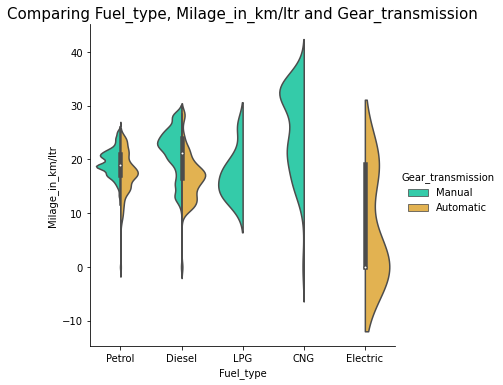 Comparing Fuel_type, Milage_in_km/ltr and Gear_transmission
40
30
20
10
0
−10
Milage_in_km/ltr
Petrol Diesel LPG CNG Electric
Fuel_type
Gear_transmission
Manual
Automatic